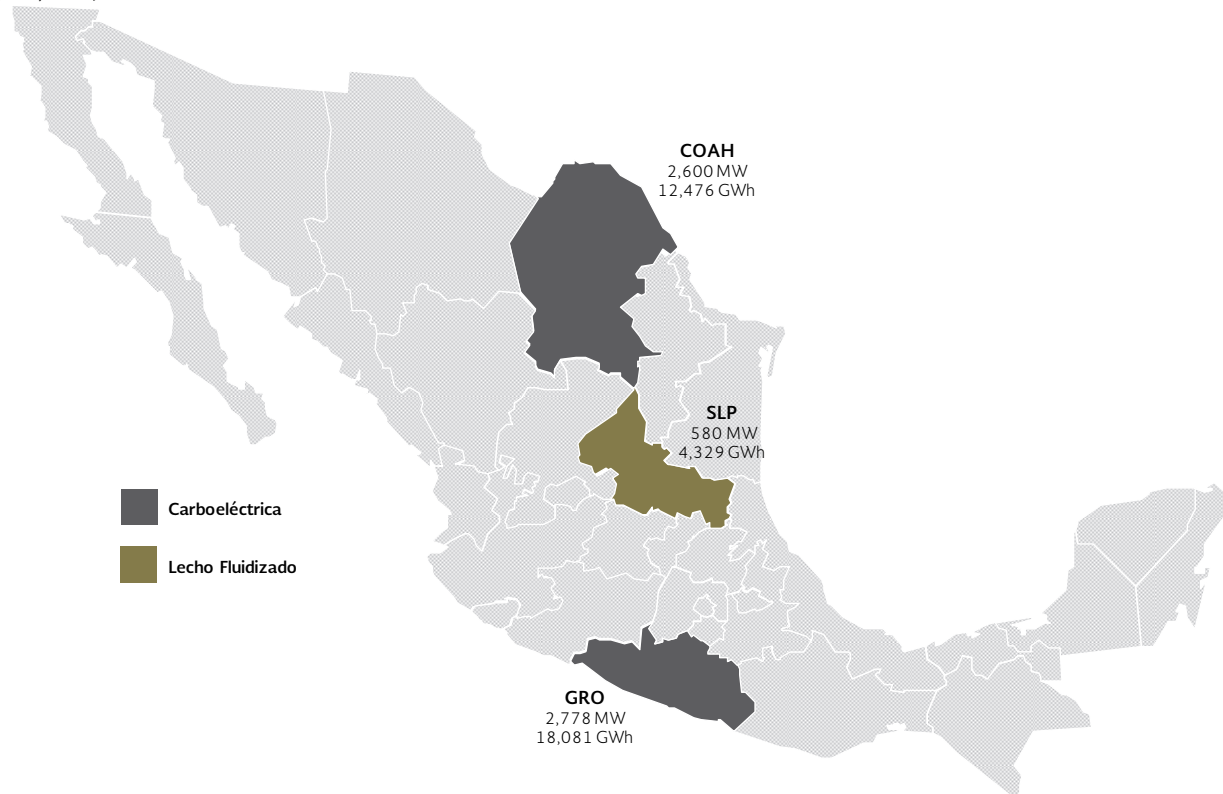 COAH
2,600 MW
12,476 GWh
SLP
580 MW
4,329 GWh
Carboeléctrica
Lecho Fluidizado
GRO
2,778 MW
18,081 GWh